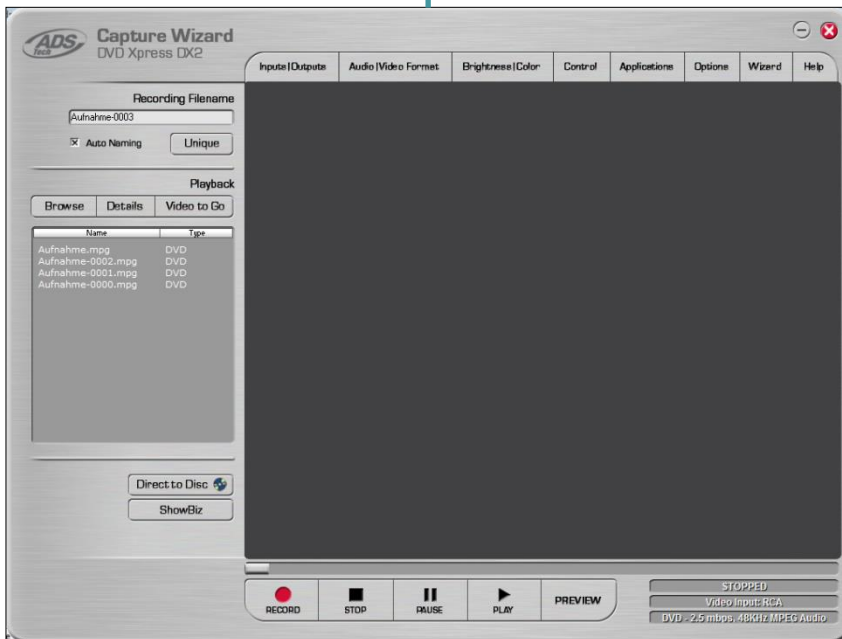 ADS
Tech
Capture Wizard
DVD Xpress DX2
Inputs|Outputs Audio|Video Format Brightness|Color Control Applications Options Wizard Help
Recording Filename
Aufnahme-0003
Auto Naming Unique
Playback
Browse Details Video to Go
Name Type
Aufnahme.mpg DVD
Aufnahme-0002.mpg DVD
Aufnahme-0001.mpg DVD
Aufnahme-0000.mpg DVD
Direct to Disc
ShowBiz
RECORD STOP PAUSE PLAY PREVIEW
STOPPED
Video Input: RCA
DVD - 2.5 mbps, 48KHz MPEG Audio